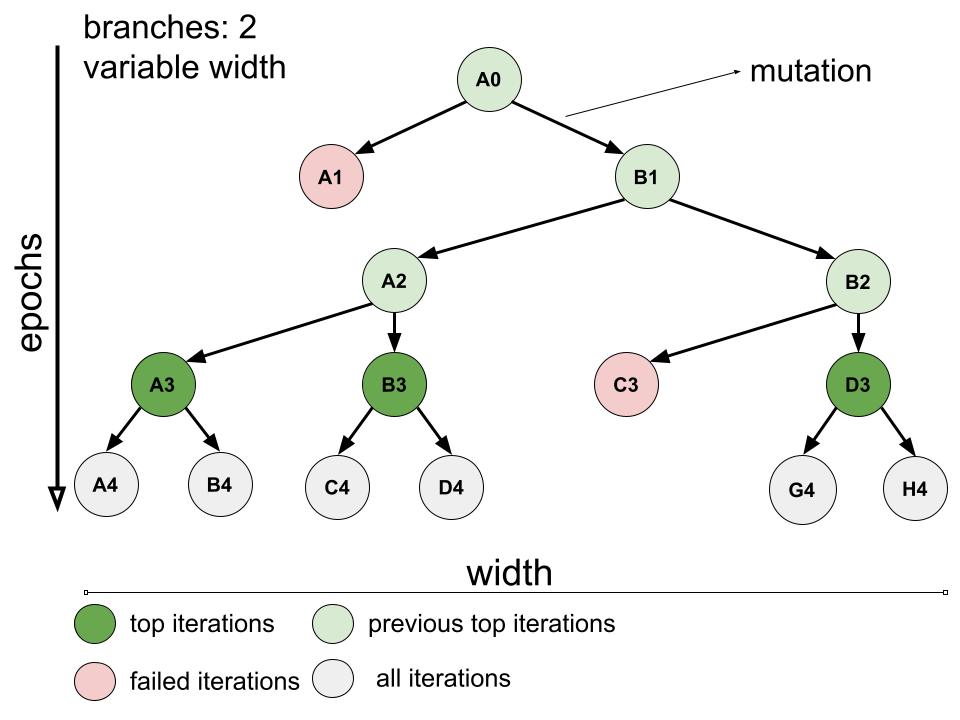 branches: 2
variable width
mutation
A0
A1
B1
epochs
A2
B2
A3
B3
C3
D3
A4
B4
C4
D4
G4
H4
width
top iterations
previous top iterations
failed iterations
all iterations